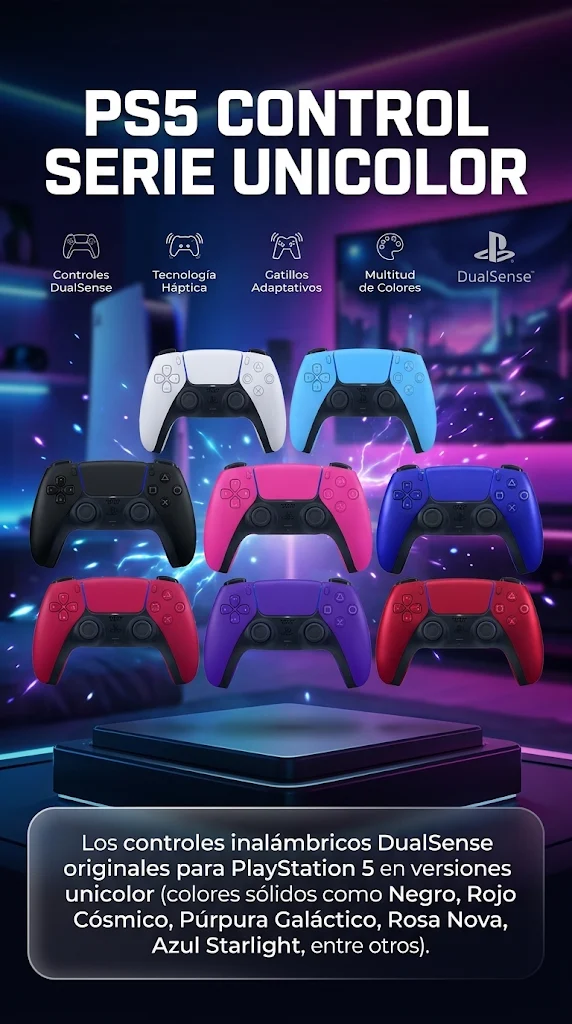 PS5 CONTROL
SERIE UNICOLOR
Controles
DualSense
Tecnología
Háptica
Gatillos
Adaptativos
Multitud
de Colores
DualSense™
Los controles inalámbricos DualSense
originales para PlayStation 5 en versiones
unicolor (colores sólidos como Negro, Rojo
Cósmico, Púrpura Galáctico, Rosa Nova,
Azul Starlight, entre otros).